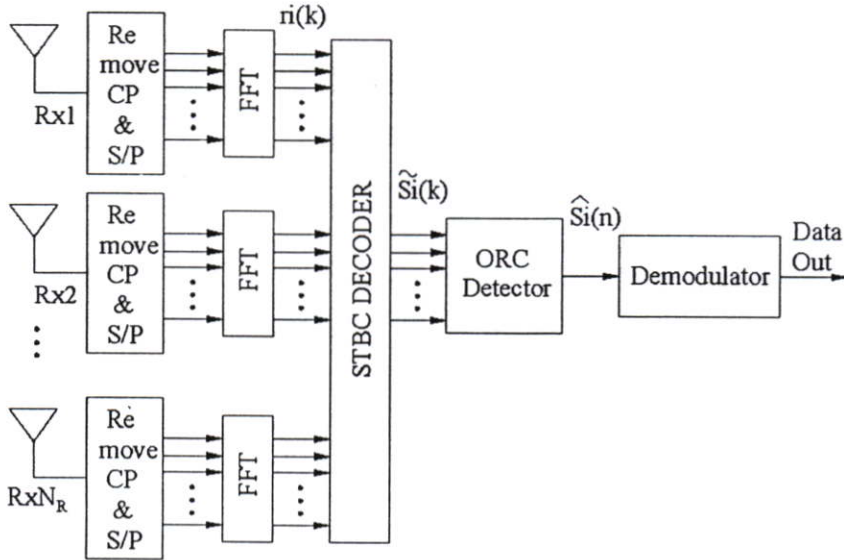 Rx1
Re
move
CP
&
S/P
FFT
ri(k)
Rx2
Re
move
CP
&
S/P
FFT
RxN_R
Re
move
CP
&
S/P
FFT
STBC DECODER
S̃i(k)
ORC
Detector
Ŝi(n)
Demodulator
Data
Out